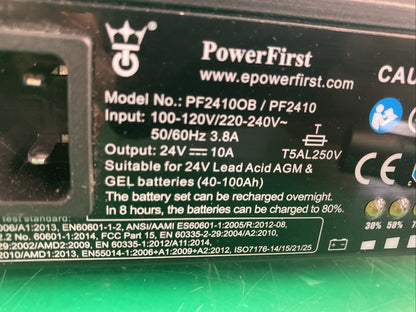 PowerFirst
www.epowerfirst.com
CAU
Model No.: PF2410OB / PF2410
Input: 100-120V/220-240V~
50/60Hz 3.8A
Output: 24V⎓10A
T5AL250V
Suitable for 24V Lead Acid AGM &
GEL batteries (40-100Ah)
The battery set can be recharged overnight.
In 8 hours, the batteries can be charged to 80%.
CE
test standard:
006/A1:2013, EN60601-1-2, ANSI/AAMI ES60601-1:2005/R:2012-08,
2.2 No. 60601-1:2014, FCC Part 15, EN 60335-2-29:2004/A2:2010,
-29:2002/AMD2:2009, EN 60335-1:2012/A11:2014,
2010/AMD1:2013, EN55014-1:2006+A1:2009+A2:2012, ISO7176-14/15/21/25
30% 50%